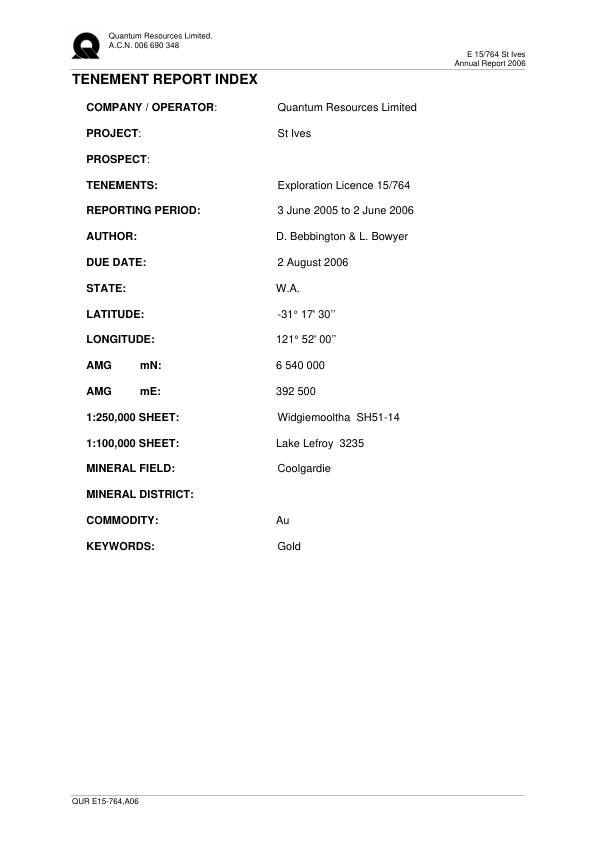 Quantum Resources Limited.
A.C.N. 006 690 348
E 15/764 St Ives
Annual Report 2006
TENEMENT REPORT INDEX
COMPANY / OPERATOR: Quantum Resources Limited
PROJECT: St Ives
PROSPECT:
TENEMENTS: Exploration Licence 15/764
REPORTING PERIOD: 3 June 2005 to 2 June 2006
AUTHOR: D. Bebbington & L. Bowyer
DUE DATE: 2 August 2006
STATE: W.A.
LATITUDE: -31° 17' 30’’
LONGITUDE: 121° 52' 00’’
AMG mN: 6 540 000
AMG mE: 392 500
1:250,000 SHEET: Widgiemooltha SH51-14
1:100,000 SHEET: Lake Lefroy 3235
MINERAL FIELD: Coolgardie
MINERAL DISTRICT:
COMMODITY: Au
KEYWORDS: Gold
QUR E15-764,A06